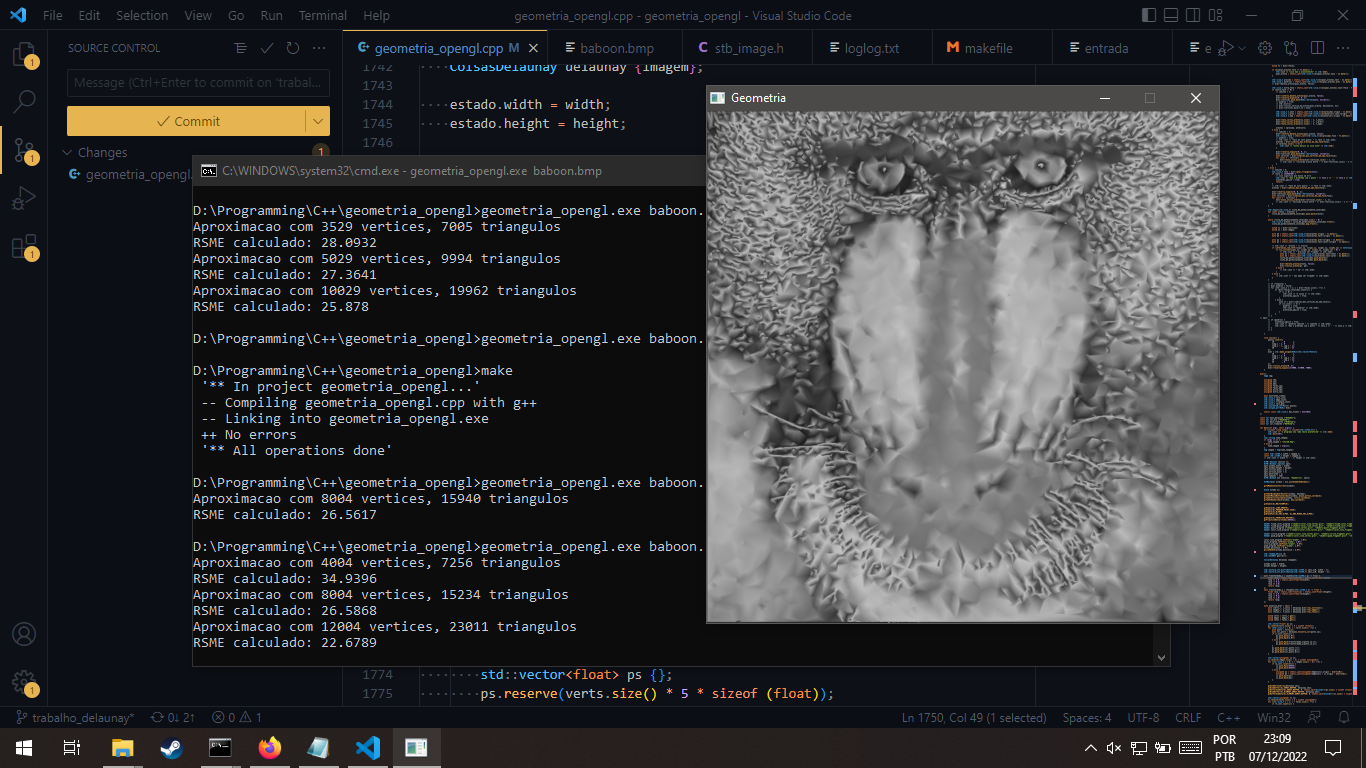 File Edit Selection View Go Run Terminal Help
geometria_opengl.cpp - geometria_opengl - Visual Studio Code
SOURCE CONTROL
Message (Ctrl+Enter to commit on 'trabal...
Commit
Changes
1
geometria_opengl.
1
1
1
1
geometria_opengl.cpp M
baboon.bmp
C stb_image.h
loglog.txt
M makefile
entrada
e
1742 CoisasDelaunay delaunay {imagem};
1743
1744 estado.width = width;
1745 estado.height = height;
1746
C:\WINDOWS\system32\cmd.exe - geometria_opengl.exe baboon.bmp
D:\Programming\C++\geometria_opengl>geometria_opengl.exe baboon.
Aproximacao com 3529 vertices, 7005 triangulos
RSME calculado: 28.0932
Aproximacao com 5029 vertices, 9994 triangulos
RSME calculado: 27.3641
Aproximacao com 10029 vertices, 19962 triangulos
RSME calculado: 25.878
D:\Programming\C++\geometria_opengl>geometria_opengl.exe baboon.
D:\Programming\C++\geometria_opengl>make
'** In project geometria_opengl...'
-- Compiling geometria_opengl.cpp with g++
-- Linking into geometria_opengl.exe
++ No errors
'** All operations done'
D:\Programming\C++\geometria_opengl>geometria_opengl.exe baboon.
Aproximacao com 8004 vertices, 15940 triangulos
RSME calculado: 26.5617
D:\Programming\C++\geometria_opengl>geometria_opengl.exe baboon.
Aproximacao com 4004 vertices, 7256 triangulos
RSME calculado: 34.9396
Aproximacao com 8004 vertices, 15234 triangulos
RSME calculado: 26.5868
Aproximacao com 12004 vertices, 23011 triangulos
RSME calculado: 22.6789
Geometria
1774 std::vector<float> ps {};
1775 ps.reserve(verts.size() * 5 * sizeof (float));
trabalho_delaunay* 0↓ 2↑ 0 1
Ln 1750, Col 49 (1 selected) Spaces: 4 UTF-8 CRLF C++ Win32
POR
PTB
23:09
07/12/2022